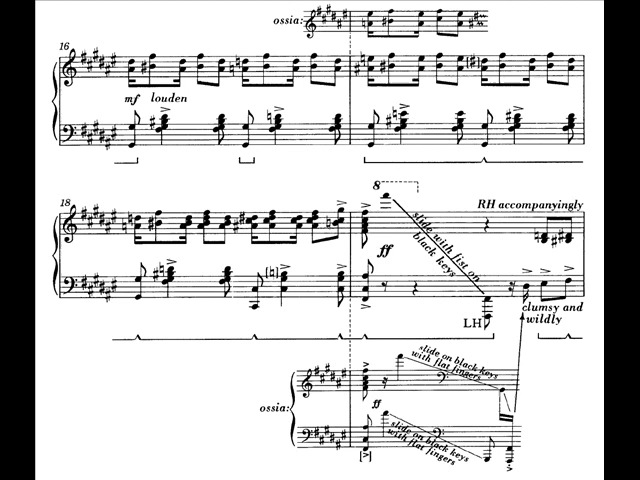 ossia:
16
mf louden
18
8
RH accompanyingly
slide with fist on
black keys
ff
LH
clumsy and
wildly
slide on black keys
with flat fingers
ossia:
ff
slide on black keys
with flat fingers